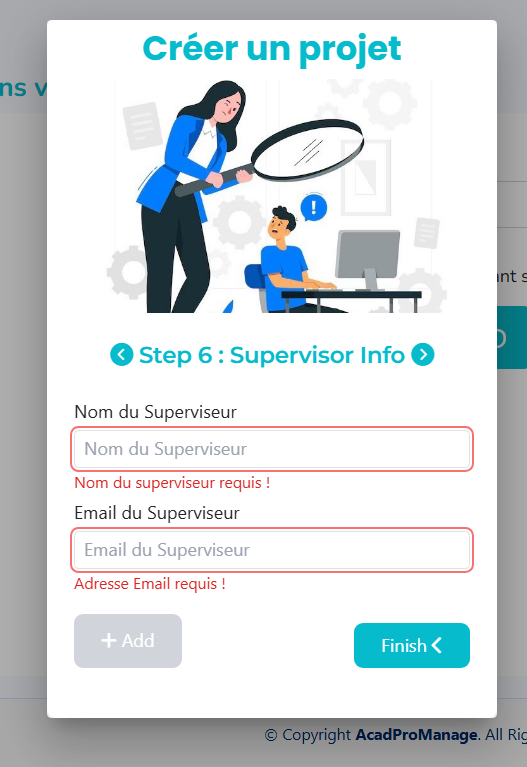 Créer un projet
ns v
!
Step 6 : Supervisor Info
ant s
Nom du Superviseur
Nom du Superviseur
Nom du superviseur requis !
Email du Superviseur
Email du Superviseur
Adresse Email requis !
+ Add
Finish
© Copyright AcadProManage. All Rig